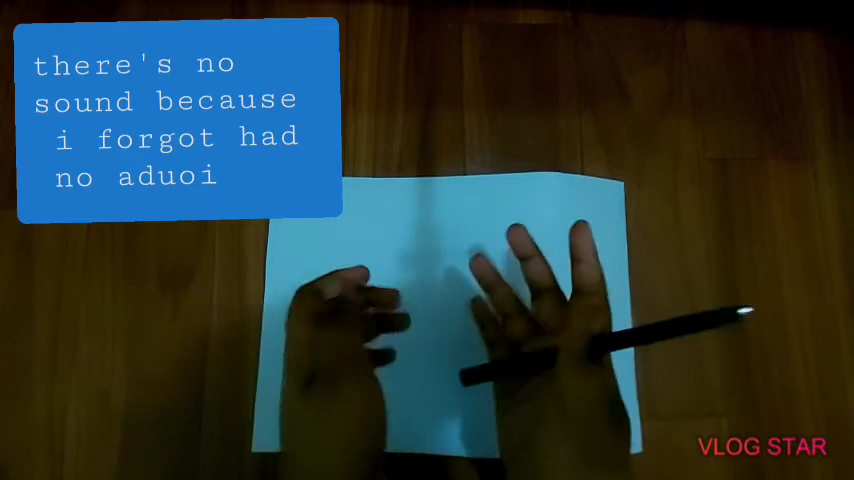 there's no
sound because
i forgot had
no aduoi
VLOG STAR